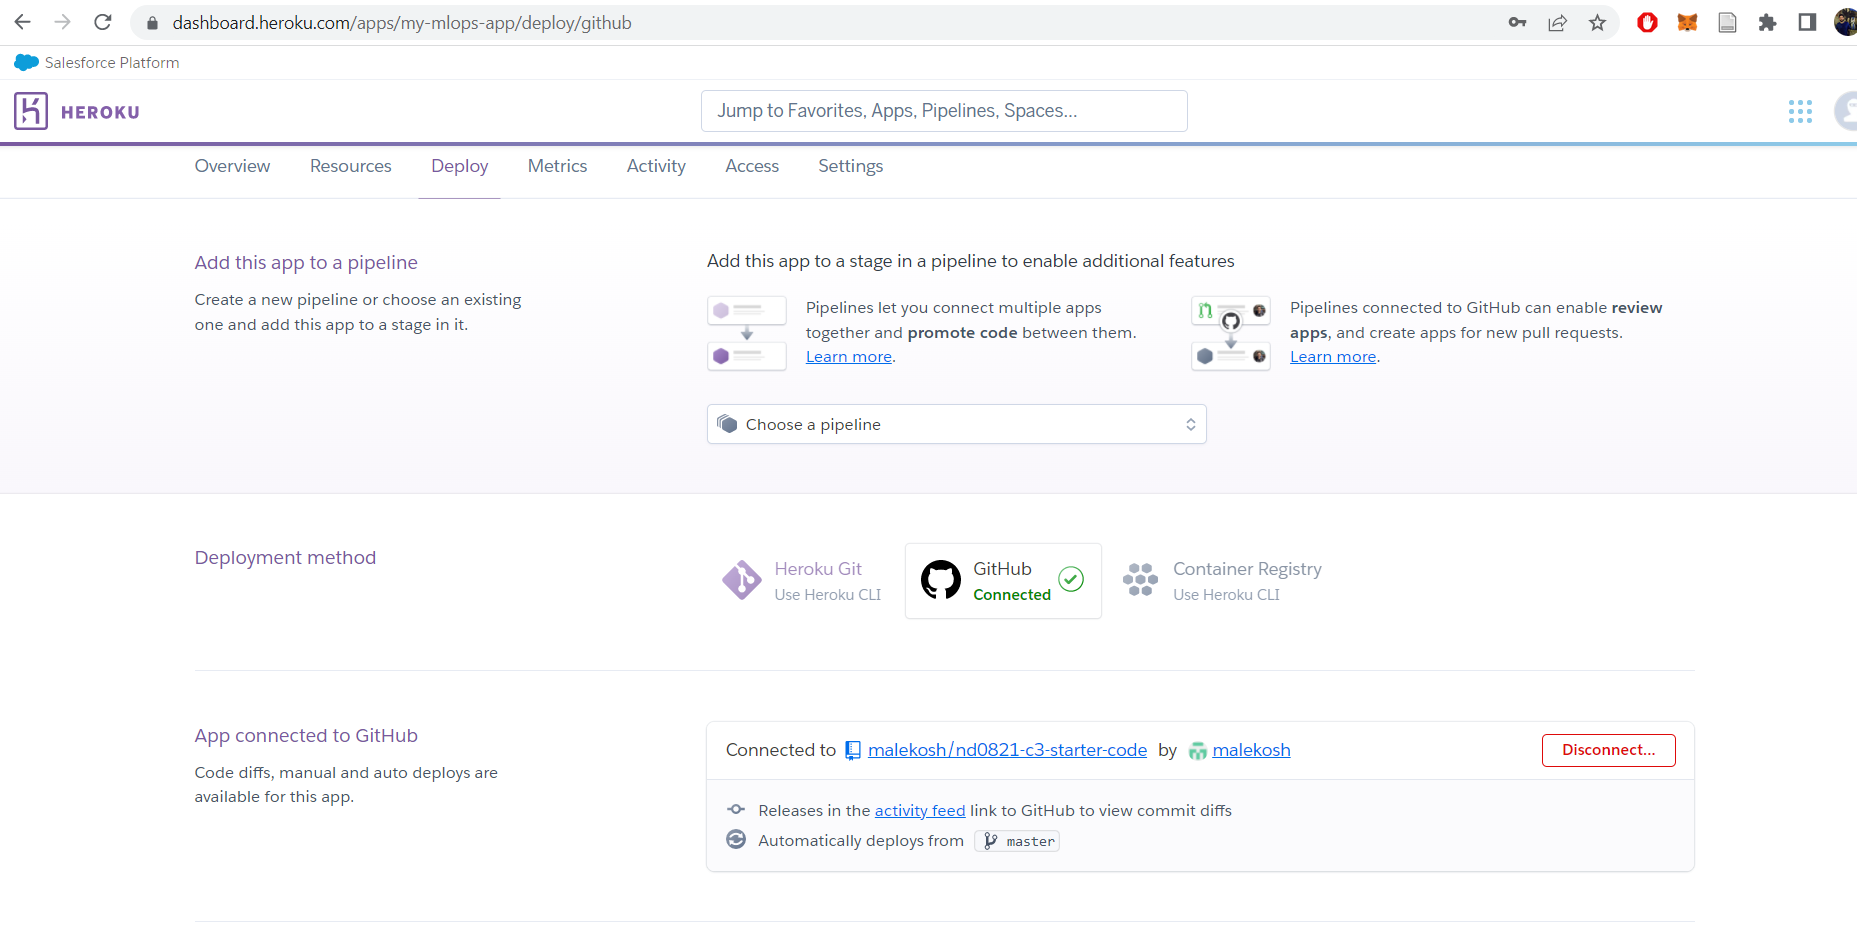 dashboard.heroku.com/apps/my-mlops-app/deploy/github
Salesforce Platform
HEROKU
Jump to Favorites, Apps, Pipelines, Spaces...
Overview Resources Deploy Metrics Activity Access Settings
Add this app to a pipeline
Create a new pipeline or choose an existing
one and add this app to a stage in it.
Add this app to a stage in a pipeline to enable additional features
Pipelines let you connect multiple apps
together and promote code between them.
Learn more.
Pipelines connected to GitHub can enable review
apps, and create apps for new pull requests.
Learn more.
Choose a pipeline
Deployment method
Heroku Git
Use Heroku CLI
GitHub
Connected
Container Registry
Use Heroku CLI
App connected to GitHub
Code diffs, manual and auto deploys are
available for this app.
Connected to malekosh/nd0821-c3-starter-code by malekosh
Disconnect...
Releases in the activity feed link to GitHub to view commit diffs
Automatically deploys from master